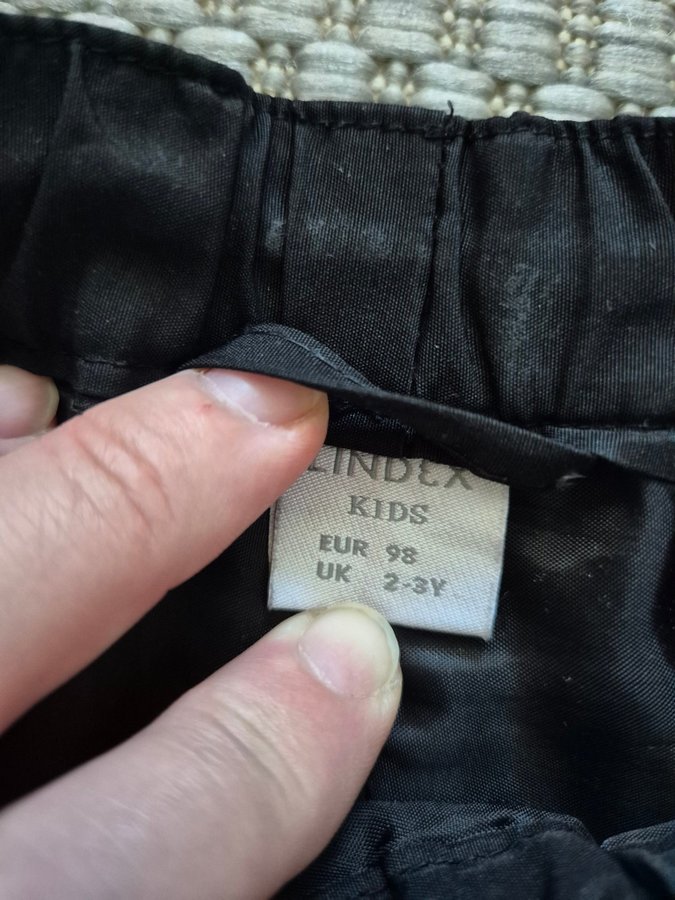 LINDEX
KIDS
EUR 98
UK 2-3Y